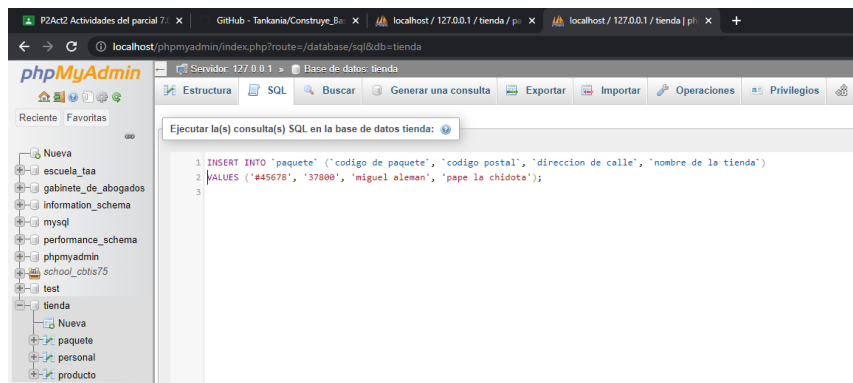 P2Act2 Actividades del parcial 7.
GitHub - Tankania/Construye_Ba
localhost / 127.0.0.1 / tienda / pa
localhost / 127.0.0.1 / tienda | ph
localhost/phpmyadmin/index.php?route=/database/sql&db=tienda
phpMyAdmin
Reciente Favoritas
Nueva
escuela_taa
gabinete_de_abogados
information_schema
mysql
performance_schema
phpmyadmin
school_cbtis75
test
tienda
Nueva
paquete
personal
producto
Servidor: 127.0.0.1 » Base de datos: tienda
Estructura SQL Buscar Generar una consulta Exportar Importar Operaciones Privilegios
Ejecutar la(s) consulta(s) SQL en la base de datos tienda:
1 INSERT INTO `paquete` (`codigo de paquete`, `codigo postal`, `direccion de calle`, `nombre de la tienda`)
2 VALUES ('#45678', '37800', 'miguel aleman', 'pape la chidota');
3